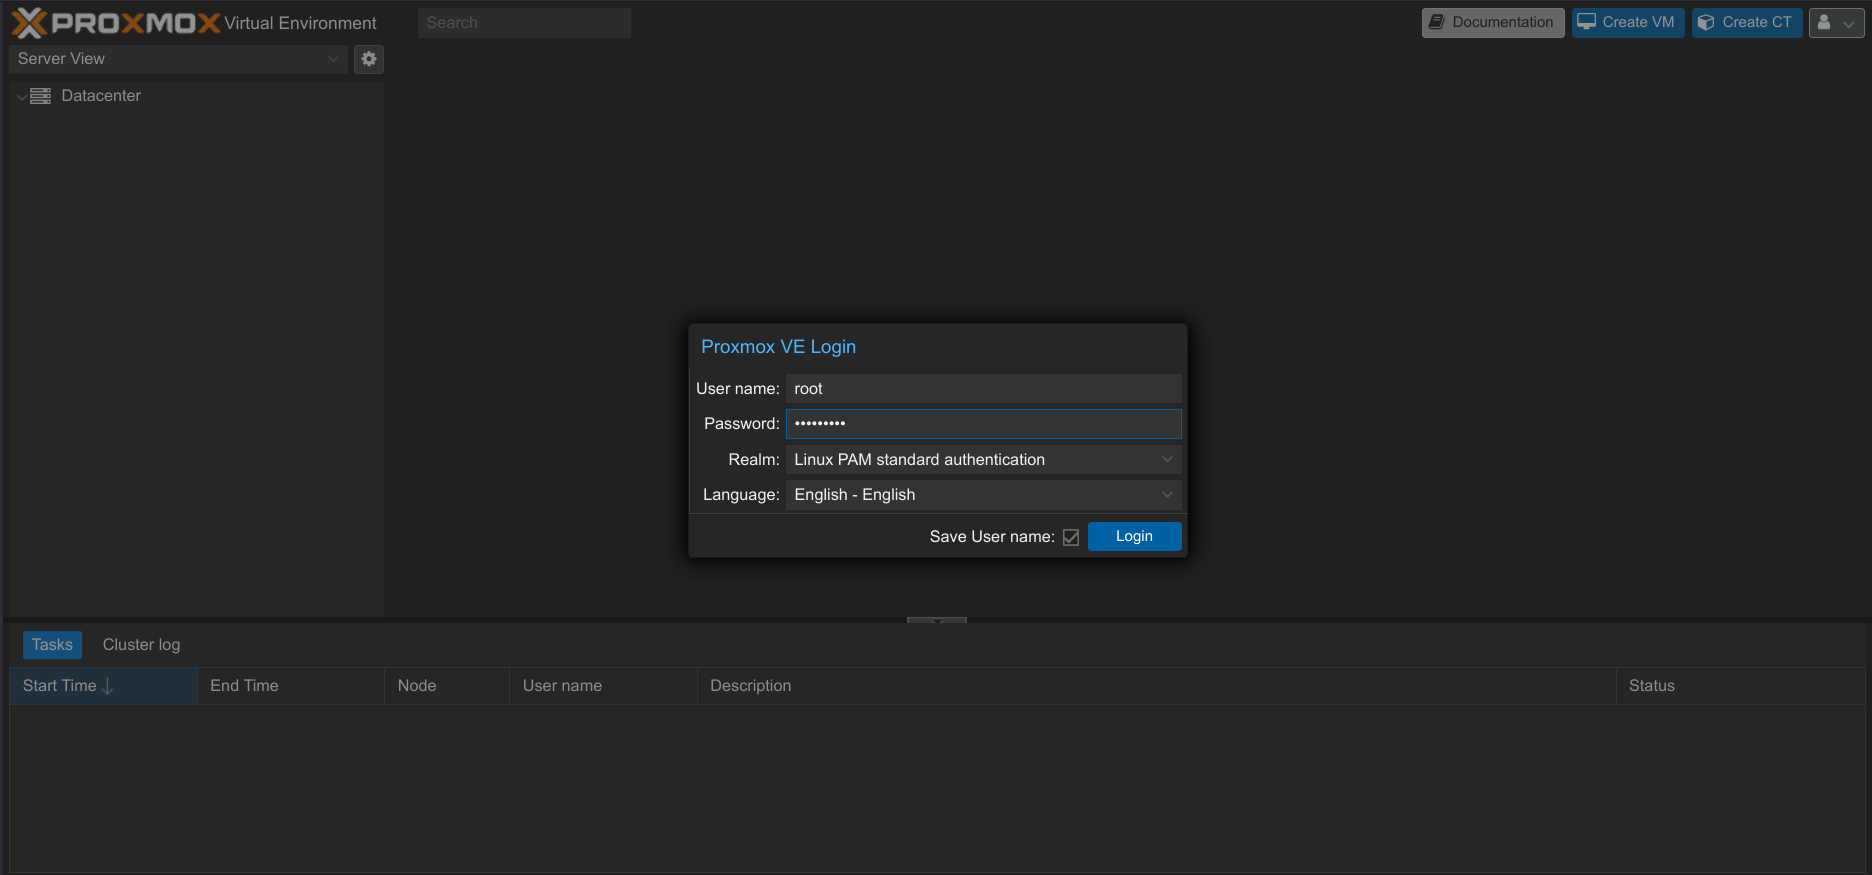 PROXMOX Virtual Environment
Search
Documentation
Create VM
Create CT
Server View
Datacenter
Proxmox VE Login
User name: root
Password: •••••••••
Realm: Linux PAM standard authentication
Language: English - English
Save User name:
Login
Tasks
Cluster log
Start Time
End Time
Node
User name
Description
Status